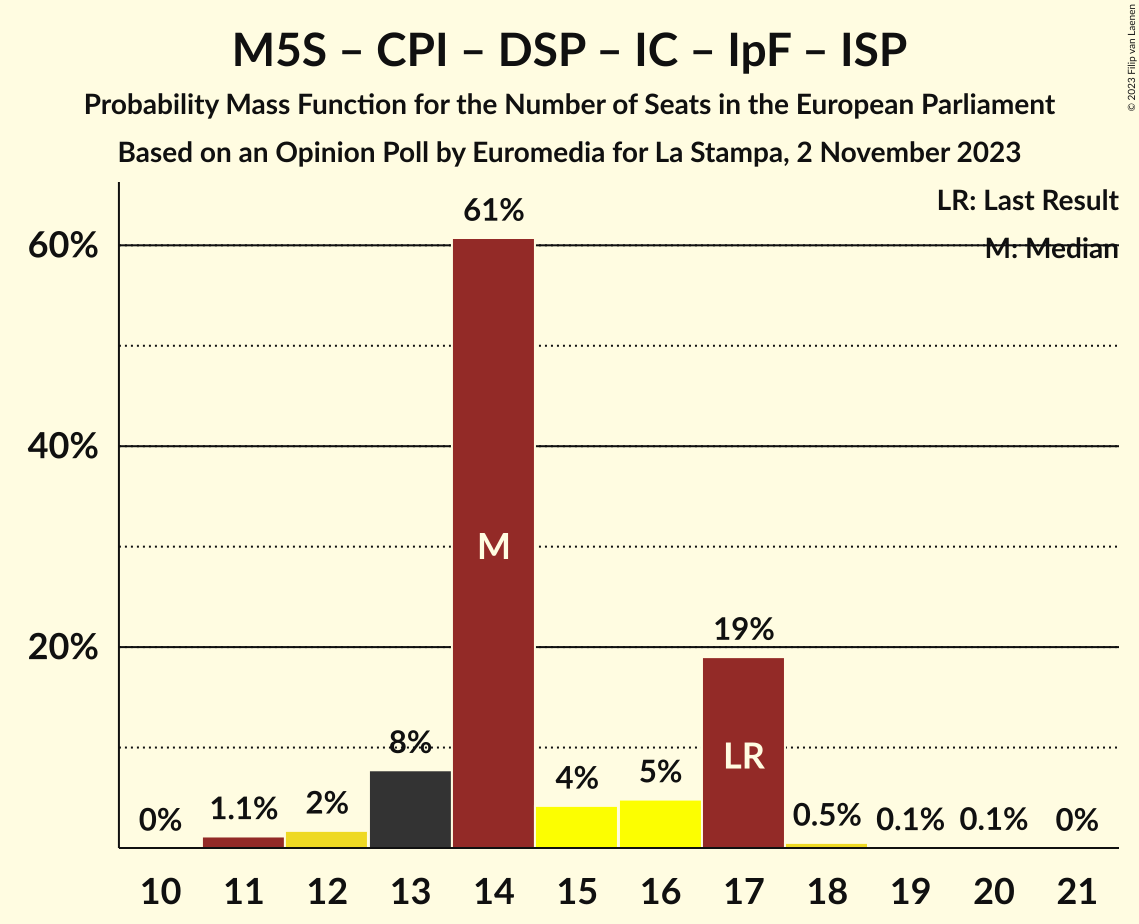 M5S – CPI – DSP – IC – IpF – ISP
Probability Mass Function for the Number of Seats in the European Parliament
Based on an Opinion Poll by Euromedia for La Stampa, 2 November 2023
© 2023 Filip van Laenen
LR: Last Result
M: Median
60%
40%
20%
0%
1.1%
2%
8%
61%
4%
5%
19%
0.5%
0.1%
0.1%
0%
M
LR
10 11 12 13 14 15 16 17 18 19 20 21